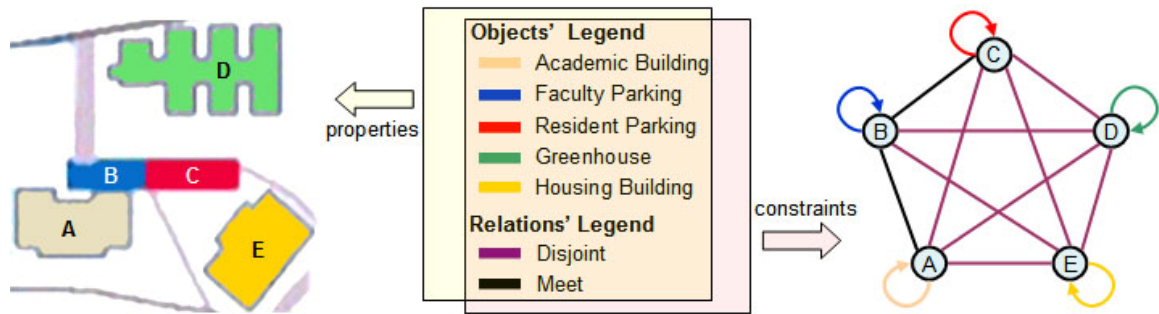 D
B
C
A
E
properties
Objects' Legend
Academic Building
Faculty Parking
Resident Parking
Greenhouse
Housing Building
Relations' Legend
Disjoint
Meet
constraints
C
B
D
A
E